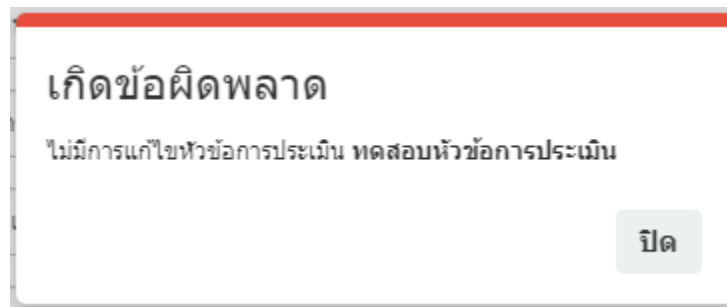 เกิดข้อผิดพลาด
ไม่มีการแก้ไขหัวข้อการประเมิน ทดสอบหัวข้อการประเมิน
ปิด